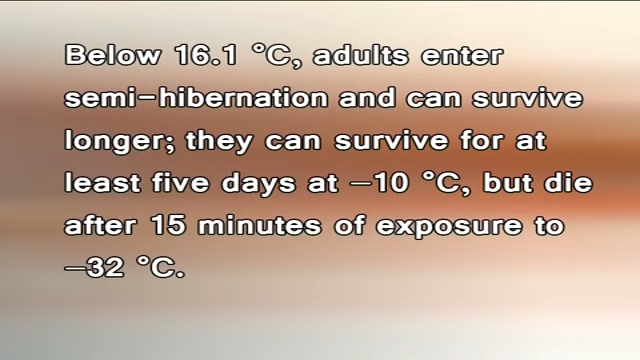 Below 16.1 °C, adults enter
semi-hibernation and can survive
longer; they can survive for at
least five days at −10 °C, but die
after 15 minutes of exposure to
−32 °C.